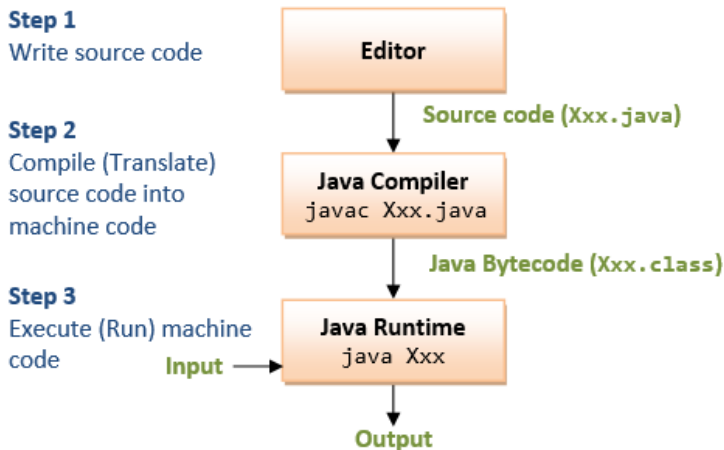 Step 1
Write source code
Editor
Source code (Xxx.java)
Step 2
Compile (Translate)
source code into
machine code
Java Compiler
javac Xxx.java
Java Bytecode (Xxx.class)
Step 3
Execute (Run) machine
code
Java Runtime
java Xxx
Input
Output